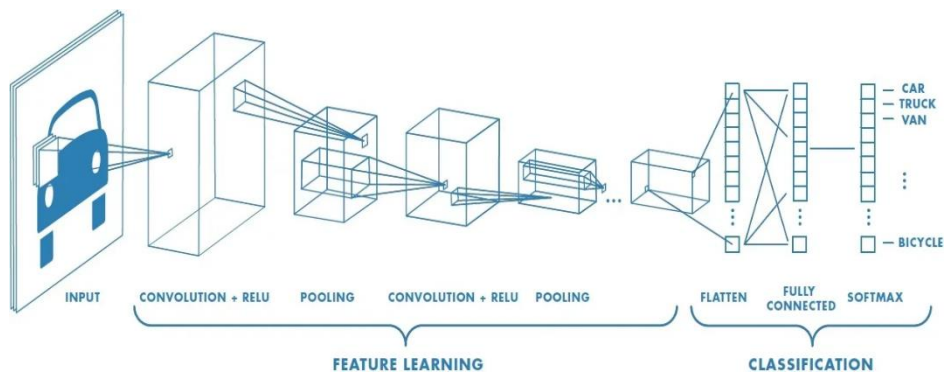 CAR
TRUCK
VAN
BICYCLE
INPUT
CONVOLUTION + RELU
POOLING
CONVOLUTION + RELU
POOLING
FLATTEN
FULLY
CONNECTED
SOFTMAX
FEATURE LEARNING
CLASSIFICATION